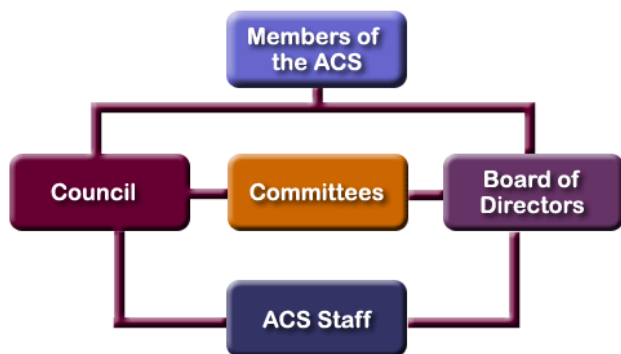 Members of
the ACS
Council
Committees
Board of
Directors
ACS Staff